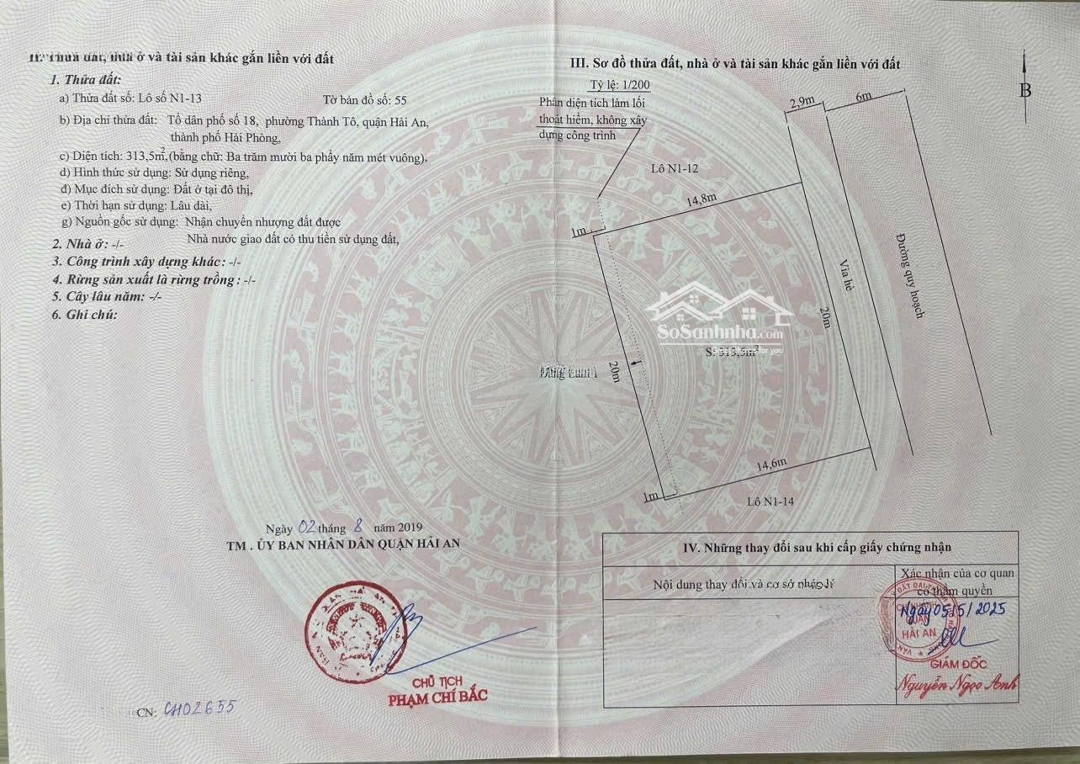 II. Thửa đất, nhà ở và tài sản khác gắn liền với đất
1. Thửa đất:
a) Thửa đất số: Lô số N1-13 Tờ bản đồ số: 55
b) Địa chỉ thửa đất: Tổ dân phố số 18, phường Thành Tô, quận Hải An,
thành phố Hải Phòng,
c) Diện tích: 313,5m², (bằng chữ: Ba trăm mười ba phẩy năm mét vuông).
d) Hình thức sử dụng: Sử dụng riêng,
đ) Mục đích sử dụng: Đất ở tại đô thị,
e) Thời hạn sử dụng: Lâu dài,
g) Nguồn gốc sử dụng: Nhận chuyển nhượng đất được
Nhà nước giao đất có thu tiền sử dụng đất,
2. Nhà ở: -/-
3. Công trình xây dựng khác: -/-
4. Rừng sản xuất là rừng trồng: -/-
5. Cây lâu năm: -/-
6. Ghi chú:
Ngày 02 tháng 8 năm 2019
TM . ỦY BAN NHÂN DÂN QUẬN HẢI AN
CHỦ TỊCH
PHẠM CHÍ BẮC
CN: CH02655
III. Sơ đồ thửa đất, nhà ở và tài sản khác gắn liền với đất
Tỷ lệ: 1/200
Phần diện tích làm lối
thoát hiểm, không xây
dựng công trình
B
2,9m
6m
Lô N1-12
14,8m
1m
Vỉa hè
Đường quy hoạch
20m
SoSanhnha.com
for you
S: 313,5m²
20m
14,6m
1m
Lô N1-14
IV. Những thay đổi sau khi cấp giấy chứng nhận
Nội dung thay đổi và cơ sở pháp lý
Xác nhận của cơ quan
có thẩm quyền
Ngày 05/5/2025
HẢI AN
GIÁM ĐỐC
Nguyễn Ngọc Anh